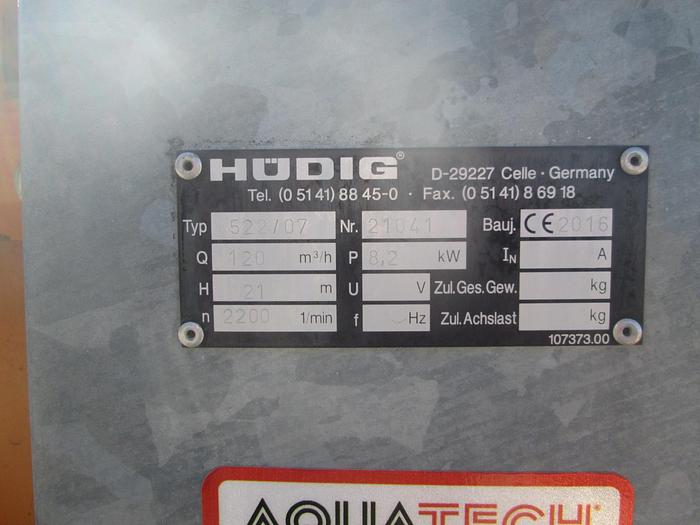 HÜDIG® D-29227 Celle · Germany
Tel. (0 51 41) 88 45-0 · Fax. (0 51 41) 8 69 18
Typ 522/07 Nr. 21041 Bauj. CE 2016
Q 120 m³/h P 8,2 kW IN A
H 21 m U V Zul.Ges.Gew. kg
n 2200 1/min f Hz Zul. Achslast kg
107373.00
AQUATECH